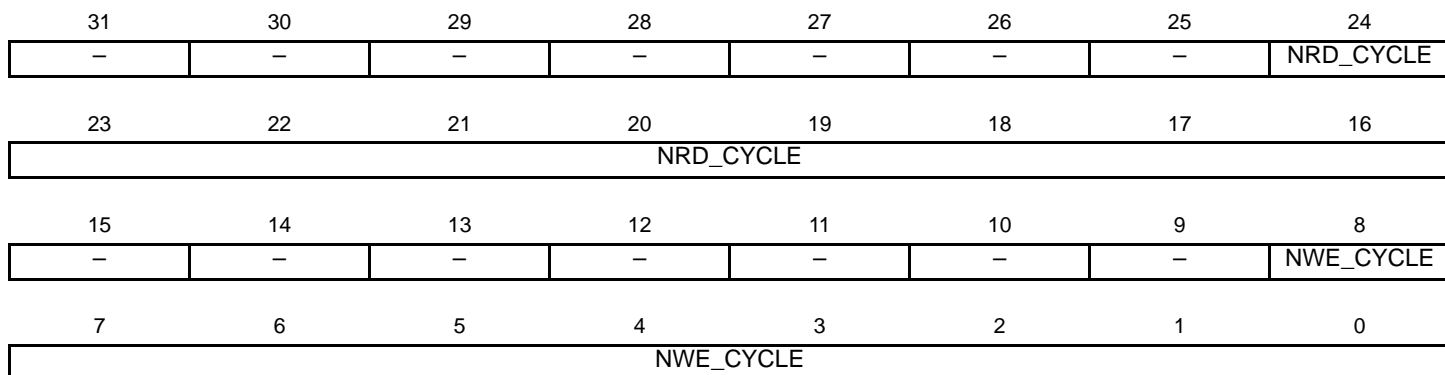 31 30 29 28 27 26 25 24
– – – – – – – NRD_CYCLE
23 22 21 20 19 18 17 16
NRD_CYCLE
15 14 13 12 11 10 9 8
– – – – – – – NWE_CYCLE
7 6 5 4 3 2 1 0
NWE_CYCLE